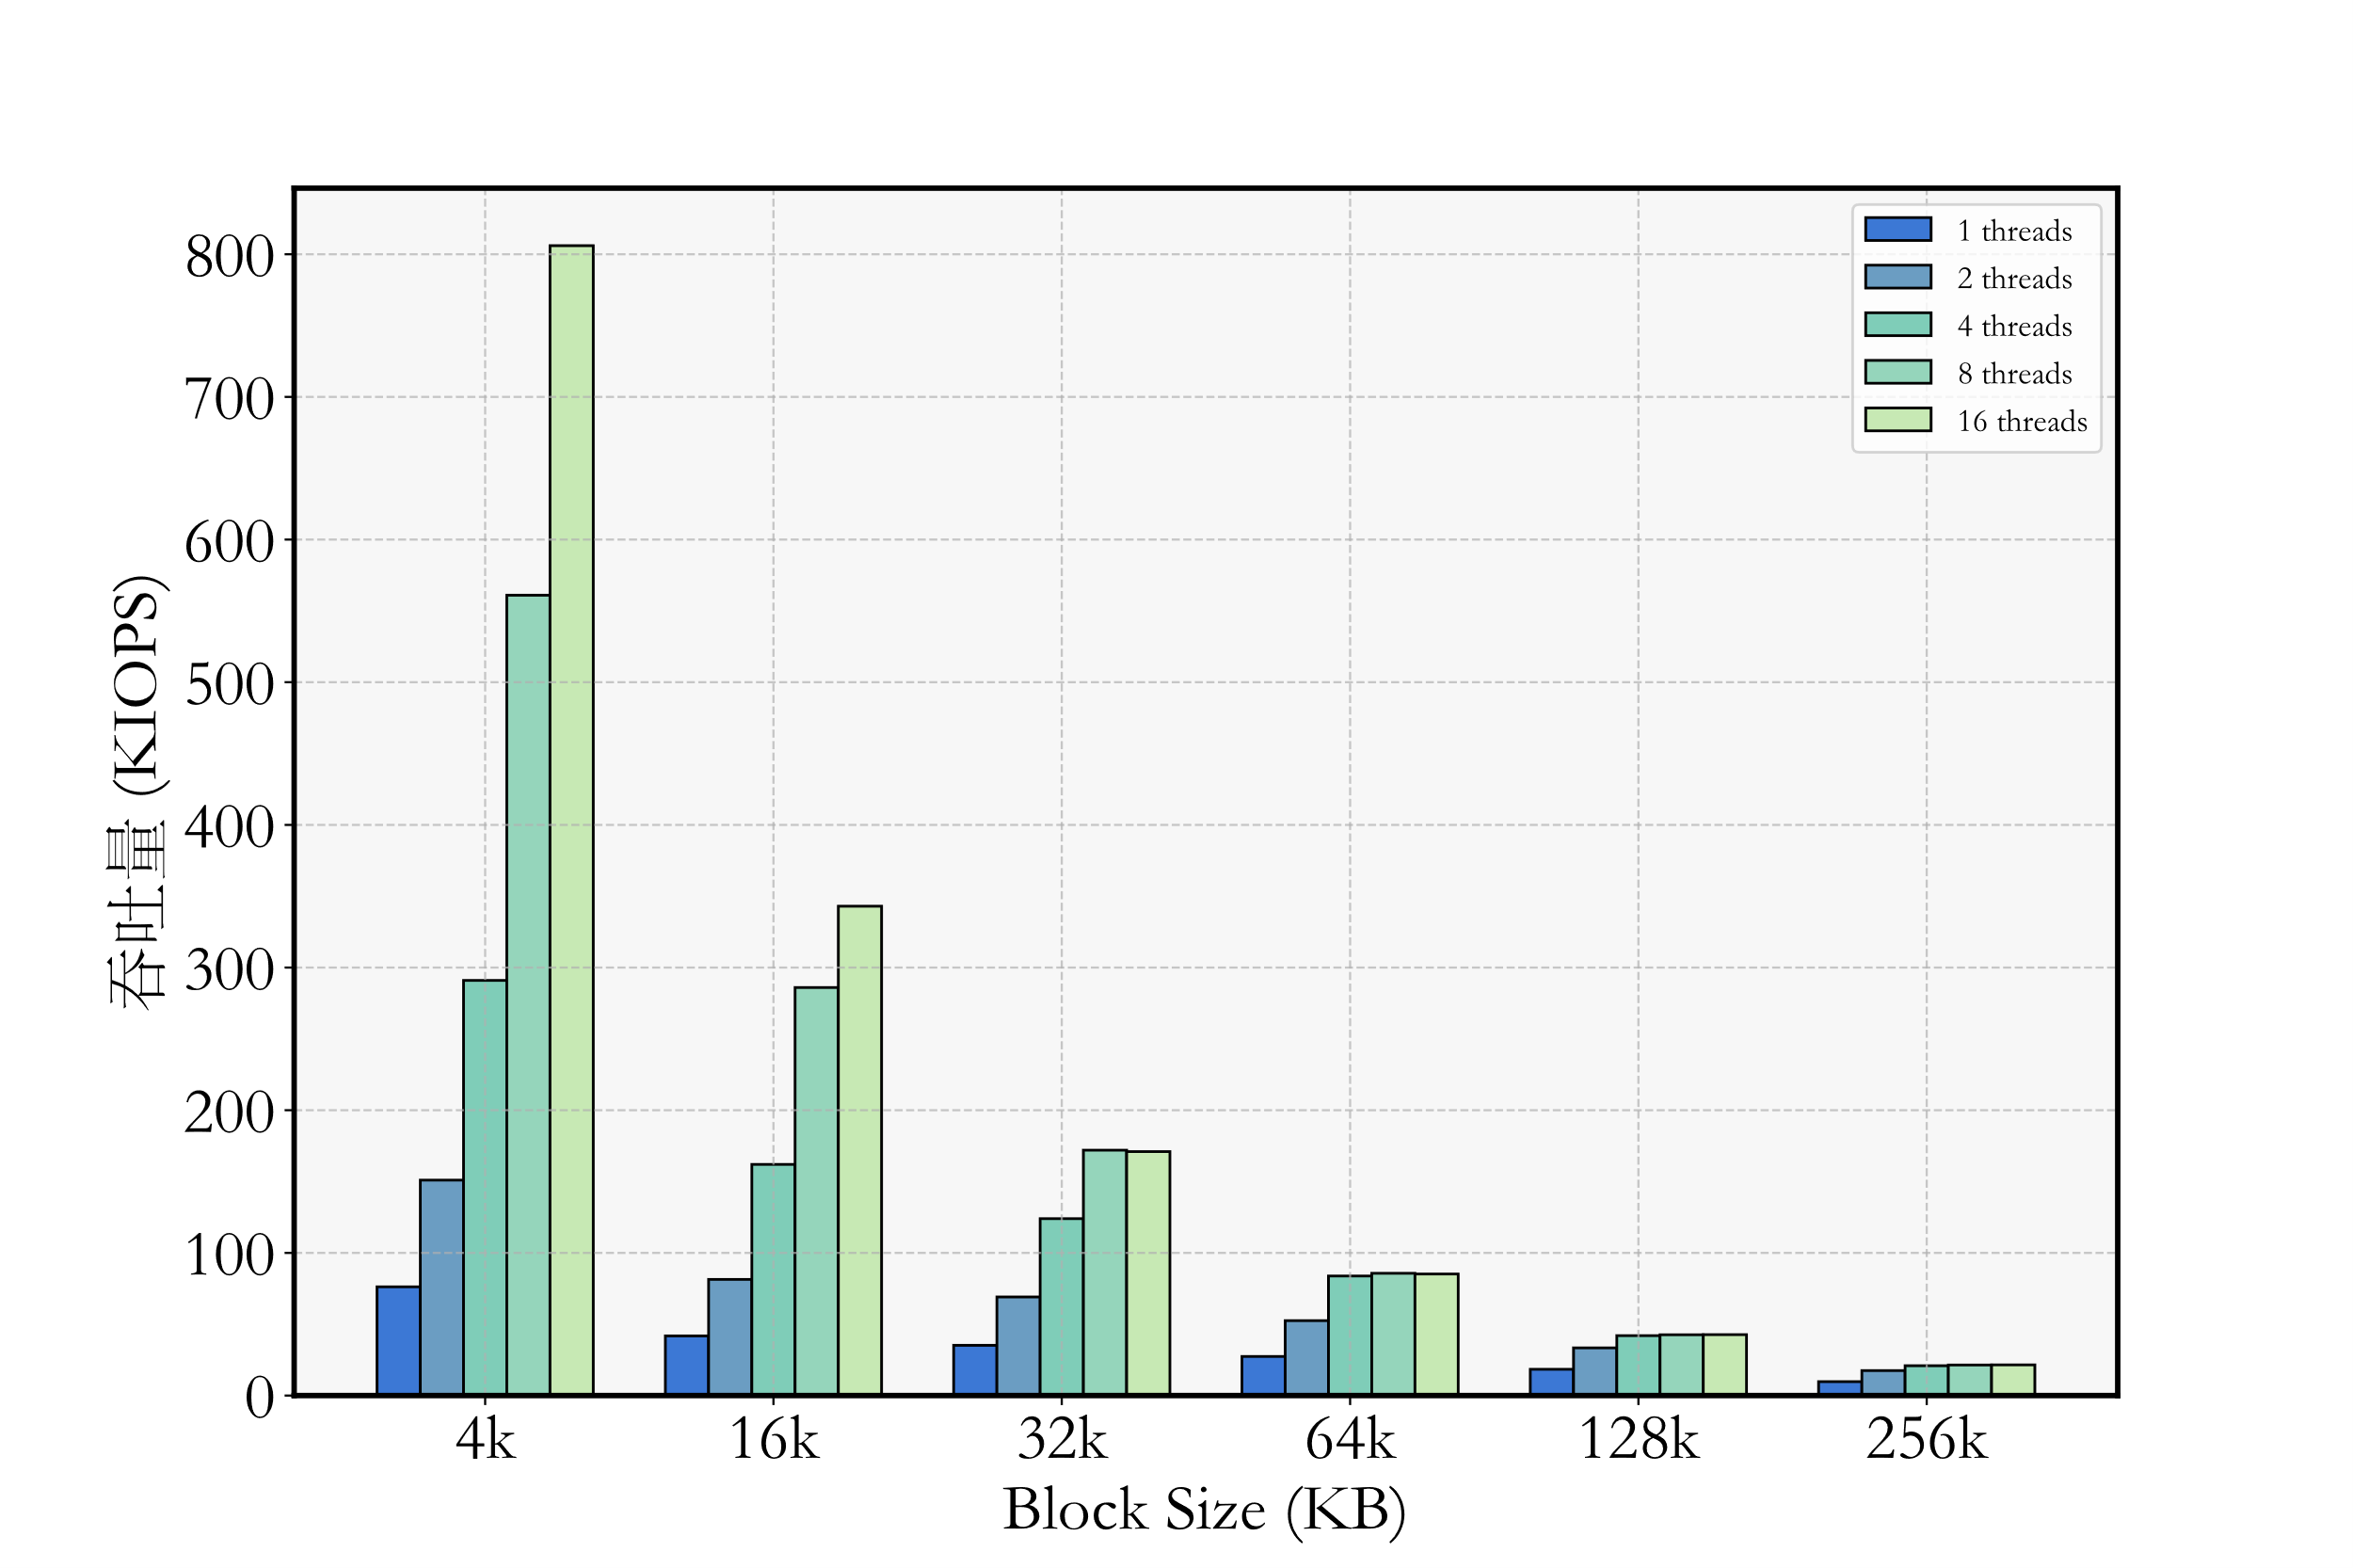 吞吐量 (KIOPS)
800
700
600
500
400
300
200
100
0
1 threads
2 threads
4 threads
8 threads
16 threads
4k 16k 32k 64k 128k 256k
Block Size (KB)